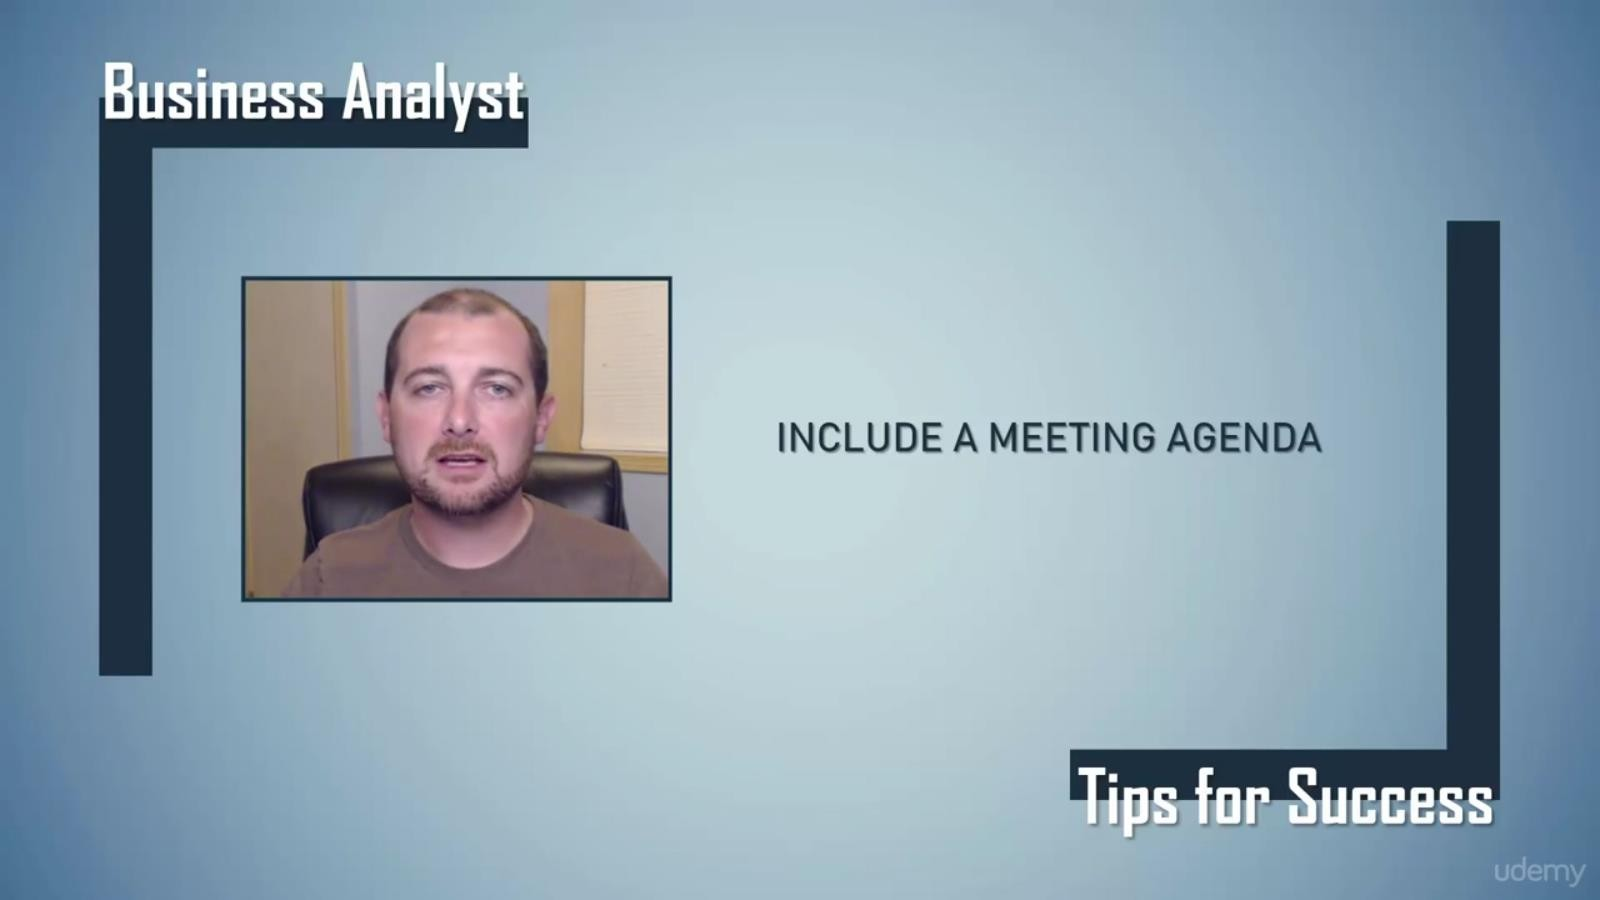 Business Analyst
INCLUDE A MEETING AGENDA
Tips for Success
udemy